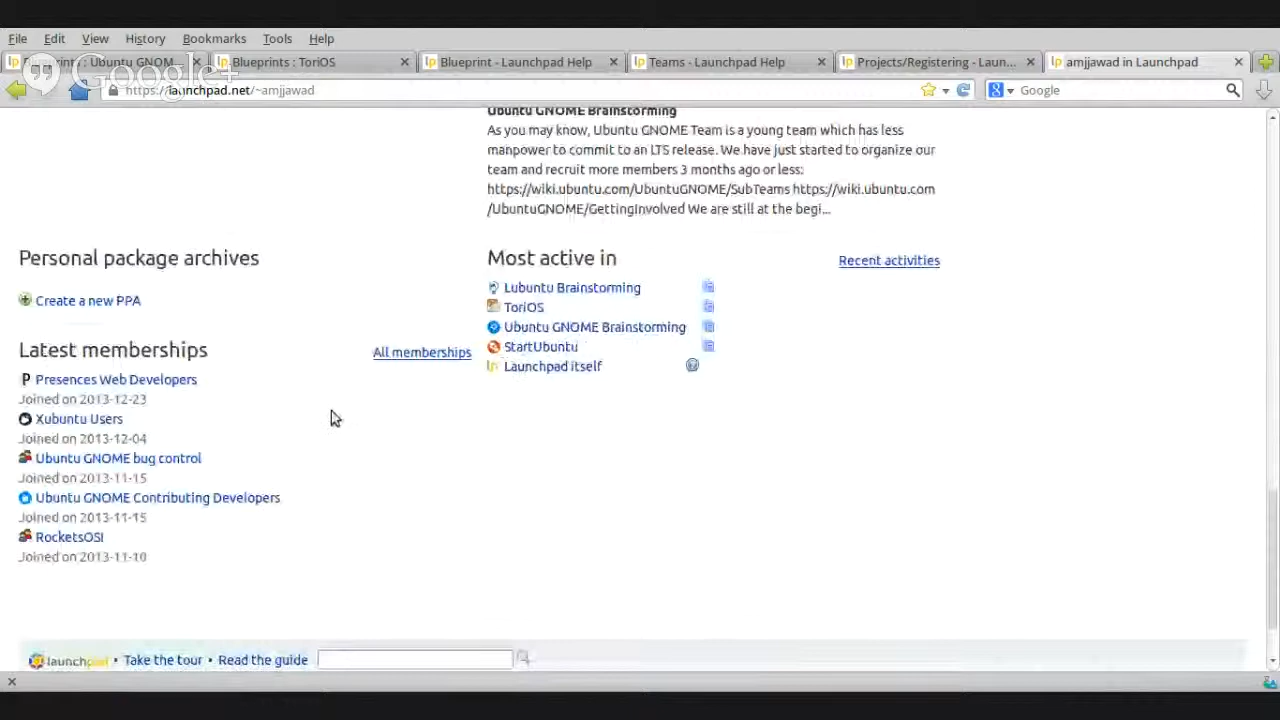 File Edit View History Bookmarks Tools Help
: Ubuntu GNOM... Blueprints : ToriOS Blueprint - Launchpad Help Teams - Launchpad Help Projects/Registering - Laun... amjjawad in Launchpad
Google+
https://launchpad.net/~amjjawad Google
Ubuntu GNOME Brainstorming
As you may know, Ubuntu GNOME Team is a young team which has less
manpower to commit to an LTS release. We have just started to organize our
team and recruit more members 3 months ago or less:
https://wiki.ubuntu.com/UbuntuGNOME/SubTeams https://wiki.ubuntu.com
/UbuntuGNOME/GettingInvolved We are still at the begi...
Personal package archives
Create a new PPA
Latest memberships All memberships
Presences Web Developers
Joined on 2013-12-23
Xubuntu Users
Joined on 2013-12-04
Ubuntu GNOME bug control
Joined on 2013-11-15
Ubuntu GNOME Contributing Developers
Joined on 2013-11-15
RocketsOSI
Joined on 2013-11-10
Most active in Recent activities
Lubuntu Brainstorming
ToriOS
Ubuntu GNOME Brainstorming
StartUbuntu
Launchpad itself
launchpad • Take the tour • Read the guide